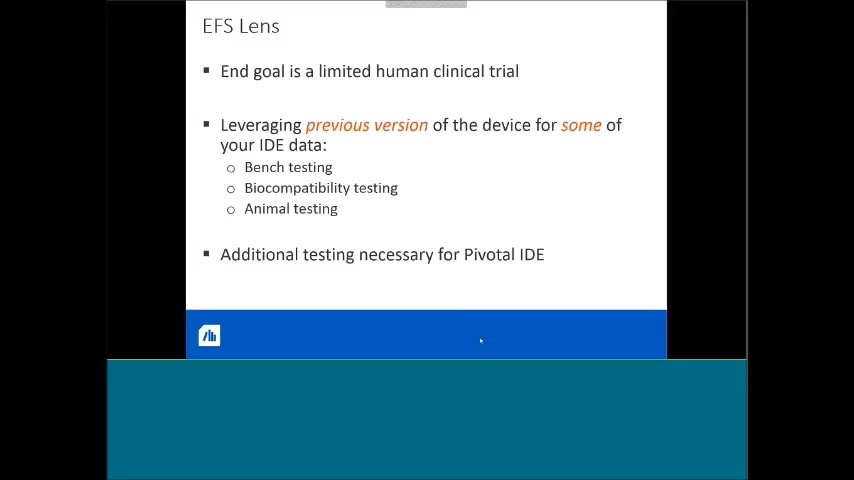 EFS Lens
▪ End goal is a limited human clinical trial
▪ Leveraging previous version of the device for some of
your IDE data:
o Bench testing
o Biocompatibility testing
o Animal testing
▪ Additional testing necessary for Pivotal IDE